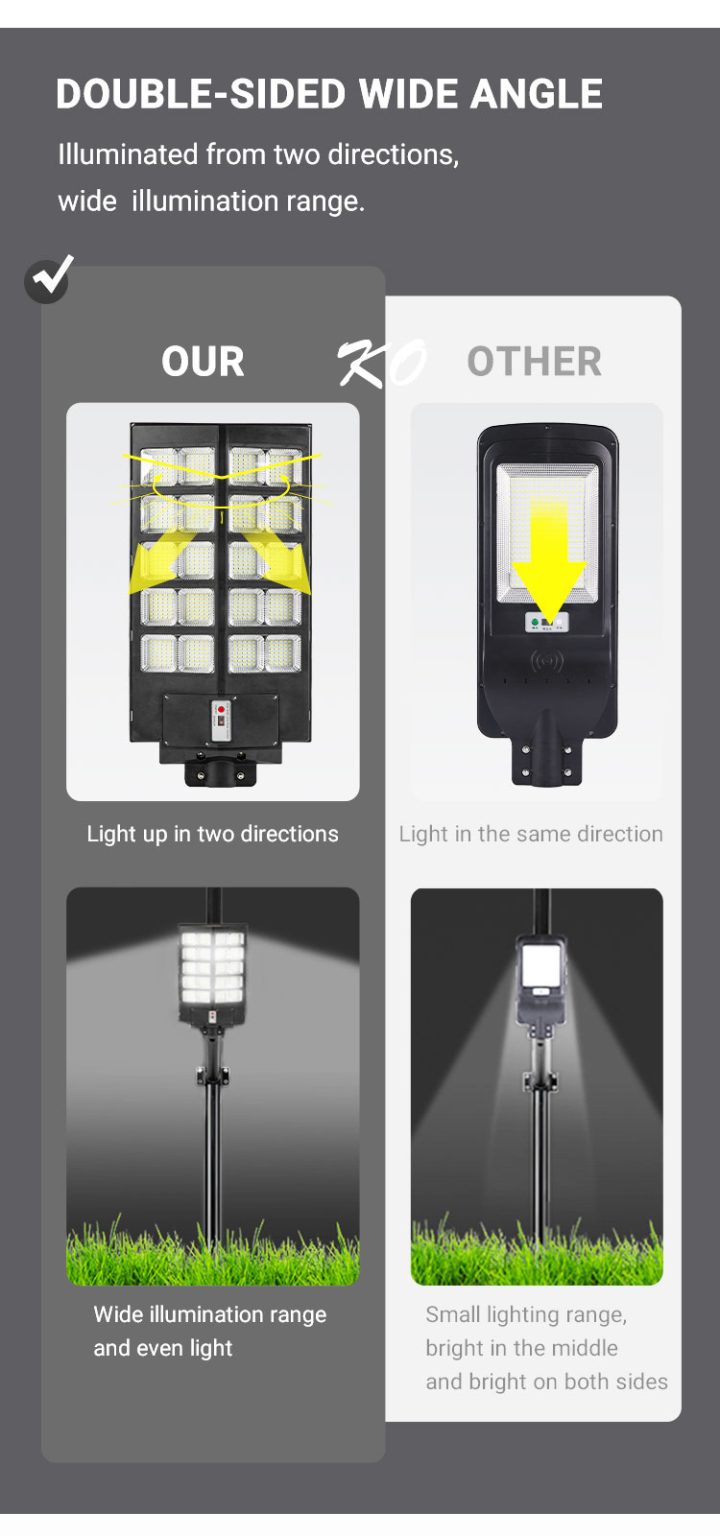 DOUBLE-SIDED WIDE ANGLE
Illuminated from two directions,
wide illumination range.
OUR
KO
OTHER
Light up in two directions
Light in the same direction
Wide illumination range
and even light
Small lighting range,
bright in the middle
and bright on both sides